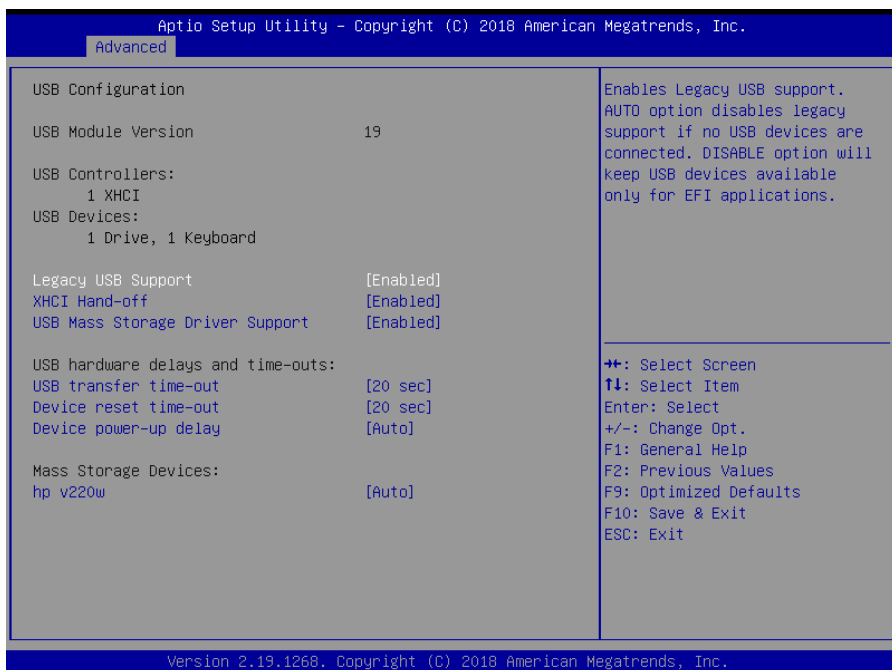 Aptio Setup Utility – Copyright (C) 2018 American Megatrends, Inc.
Advanced
USB Configuration
USB Module Version 19
USB Controllers:
1 XHCI
USB Devices:
1 Drive, 1 Keyboard
Legacy USB Support [Enabled]
XHCI Hand-off [Enabled]
USB Mass Storage Driver Support [Enabled]
USB hardware delays and time-outs:
USB transfer time-out [20 sec]
Device reset time-out [20 sec]
Device power-up delay [Auto]
Mass Storage Devices:
hp v220w [Auto]
Enables Legacy USB support.
AUTO option disables legacy
support if no USB devices are
connected. DISABLE option will
keep USB devices available
only for EFI applications.
→←: Select Screen
↑↓: Select Item
Enter: Select
+/-: Change Opt.
F1: General Help
F2: Previous Values
F9: Optimized Defaults
F10: Save & Exit
ESC: Exit
Version 2.19.1268. Copyright (C) 2018 American Megatrends, Inc.